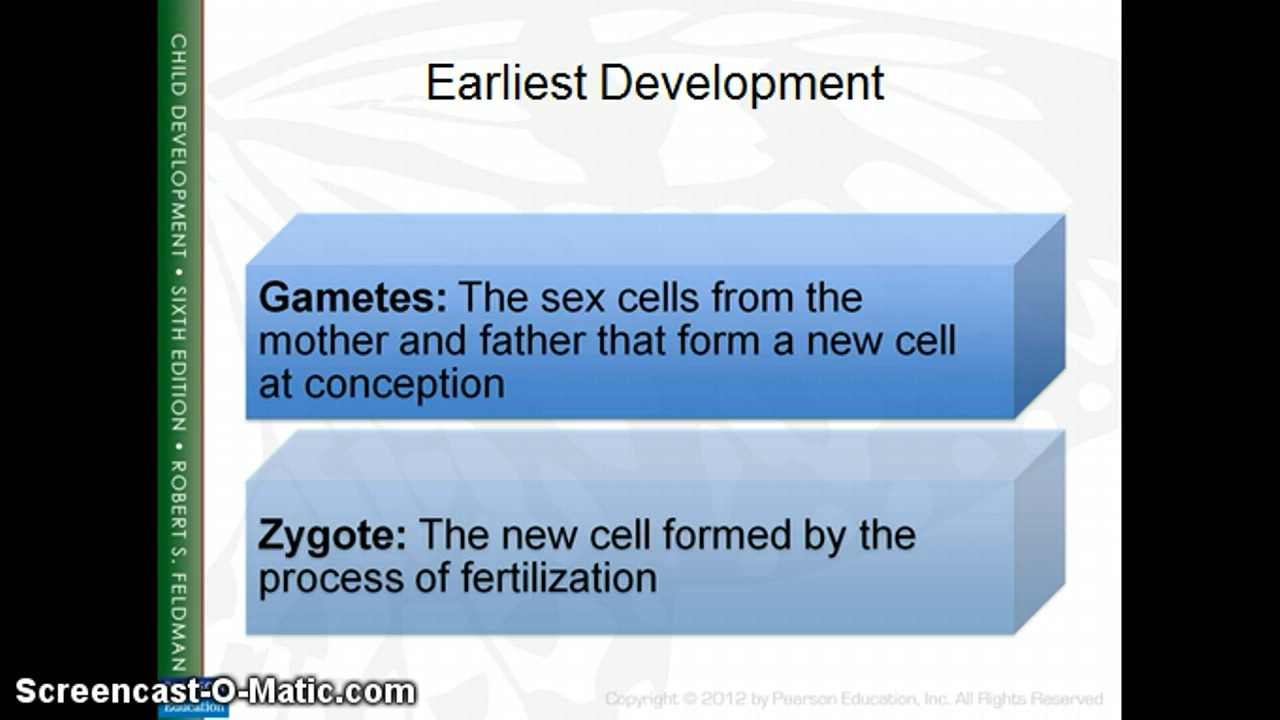 CHILD DEVELOPMENT • SIXTH EDITION • ROBERT S. FELDMAN
Earliest Development
Gametes: The sex cells from the
mother and father that form a new cell
at conception
Zygote: The new cell formed by the
process of fertilization
Screencast-O-Matic.com
Education
Copyright © 2012 by Pearson Education, Inc. All Rights Reserved